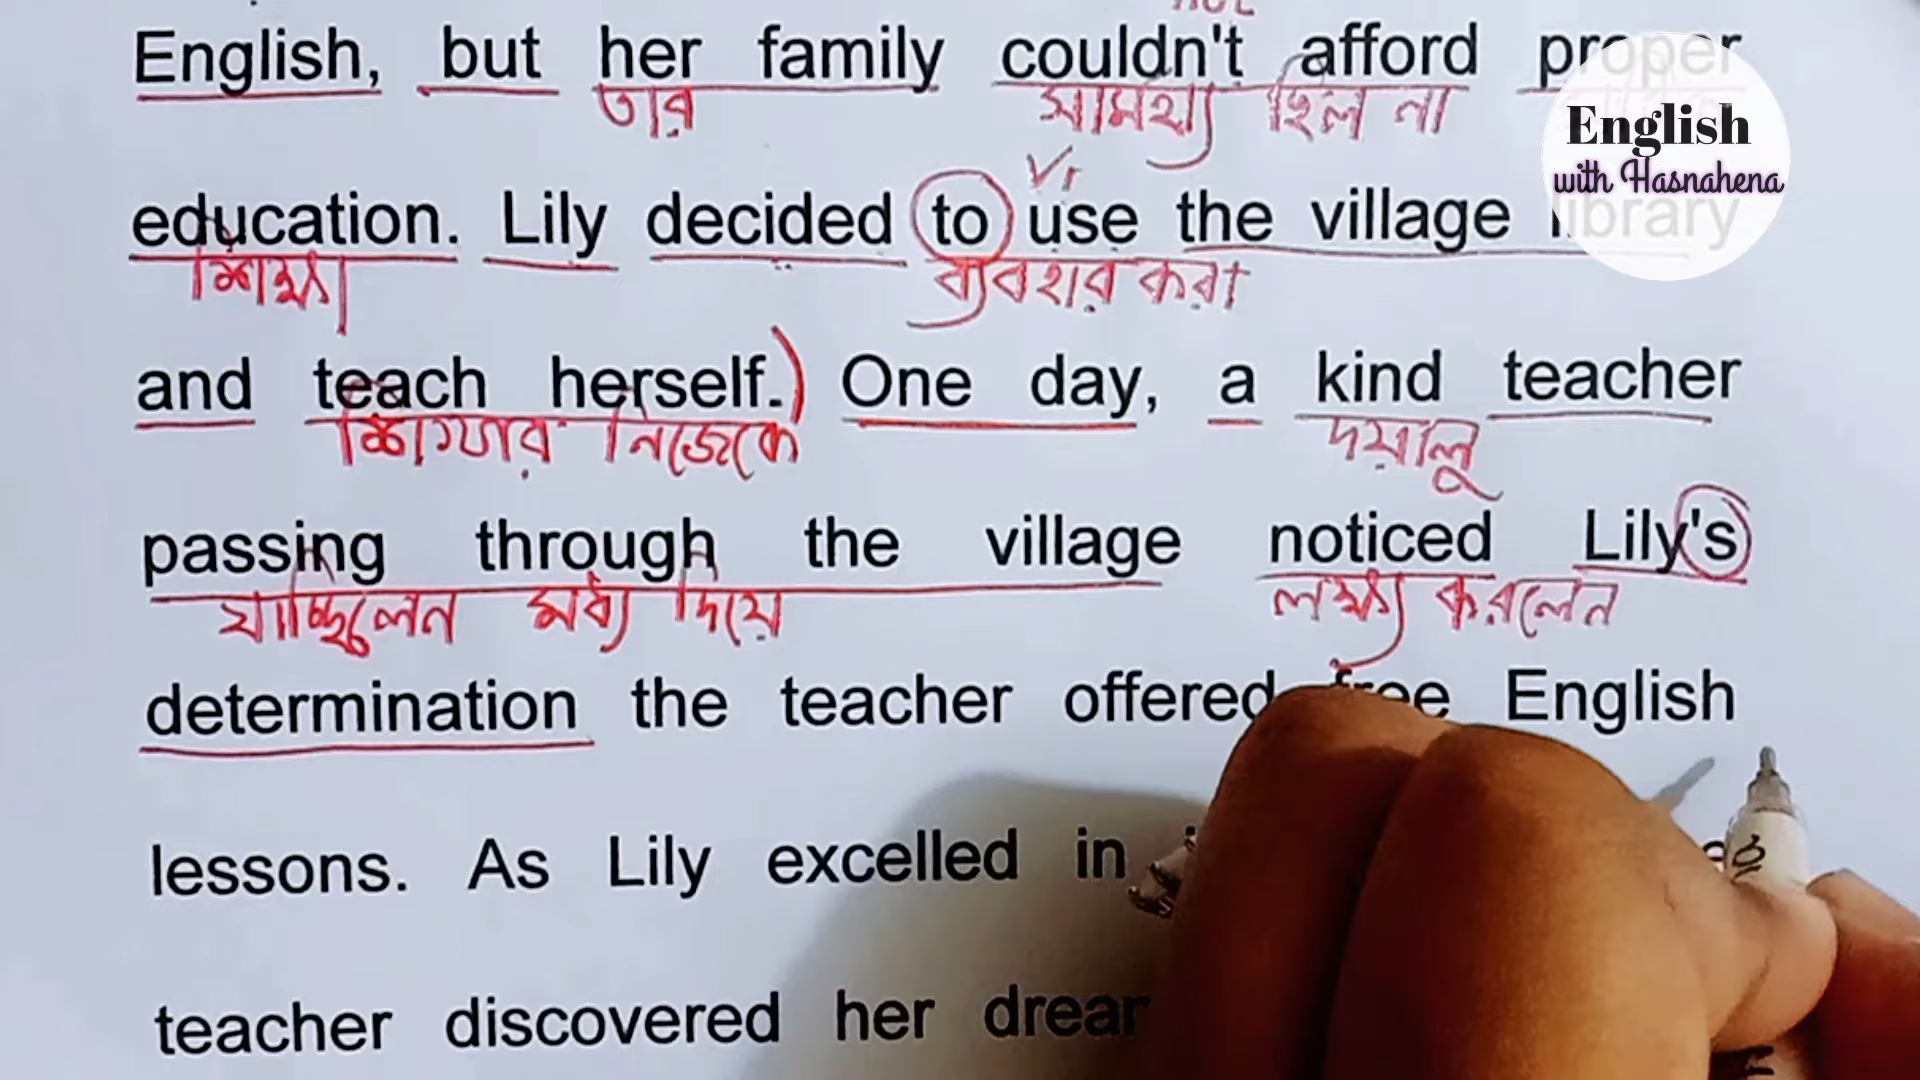 English, but her family couldn't afford proper
তার সামর্থ্য ছিল না
English
with Hasnahena
V1
education. Lily decided to use the village library
শিক্ষা ব্যবহার করা
and teach herself.) One day, a kind teacher
শিখার নিজেকে দয়ালু
passing through the village noticed Lily's
যাচ্ছিলেন মধ্য দিয়ে লক্ষ্য করলেন
determination the teacher offered free English
lessons. As Lily excelled in
teacher discovered her